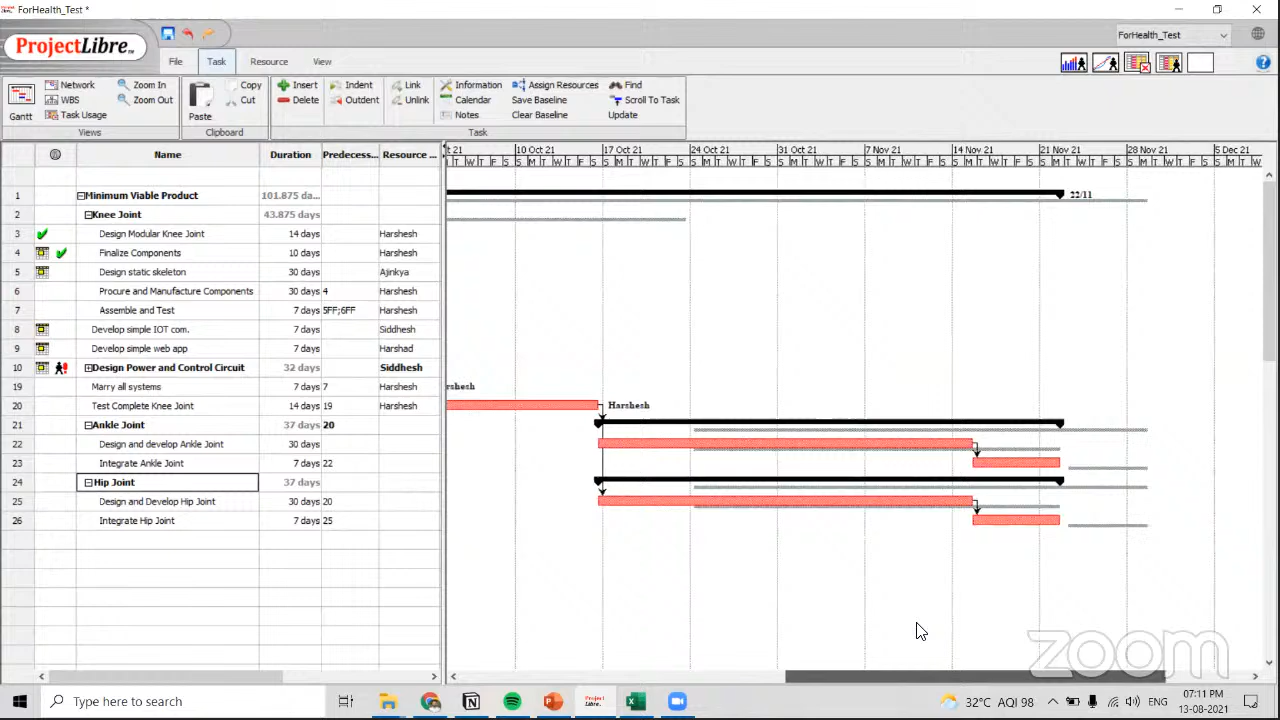 ForHealth_Test *
ProjectLibre
ForHealth_Test
File Task Resource View
Gantt
Network
WBS
Task Usage
Zoom In
Zoom Out
Views
Paste
Copy
Cut
Clipboard
Insert
Delete
Indent
Outdent
Link
Unlink
Information
Calendar
Notes
Assign Resources
Save Baseline
Clear Baseline
Find
Scroll To Task
Update
Task
Name Duration Predecess... Resource ...
10 Oct 21 17 Oct 21 24 Oct 21 31 Oct 21 7 Nov 21 14 Nov 21 21 Nov 21 28 Nov 21 5 Dec 21
1 Minimum Viable Product 101.875 da... 22/11
2 Knee Joint 43.875 days
3 Design Modular Knee Joint 14 days Harshesh
4 Finalize Components 10 days Harshesh
5 Design static skeleton 30 days Ajinkya
6 Procure and Manufacture Components 30 days 4 Harshesh
7 Assemble and Test 7 days 5FF;6FF Harshesh
8 Develop simple IOT com. 7 days Siddhesh
9 Develop simple web app 7 days Harshad
10 Design Power and Control Circuit 32 days Siddhesh
19 Marry all systems 7 days 7 Harshesh rshesh
20 Test Complete Knee Joint 14 days 19 Harshesh Harshesh
21 Ankle Joint 37 days 20
22 Design and develop Ankle Joint 30 days
23 Integrate Ankle Joint 7 days 22
24 Hip Joint 37 days
25 Design and Develop Hip Joint 30 days 20
26 Integrate Hip Joint 7 days 25
zoom
Type here to search
32°C AQI 98 ENG
07:11 PM
13-08-2021